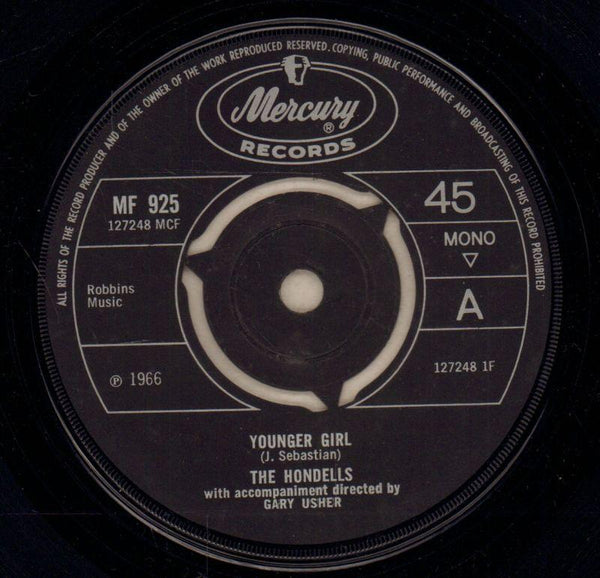 ALL RIGHTS OF THE RECORD PRODUCER AND OF THE OWNER OF THE WORK REPRODUCED RESERVED. COPYING, PUBLIC PERFORMANCE AND BROADCASTING OF THIS RECORD PROHIBITED
Mercury
®
RECORDS
MF 925
127248 MCF
45
MONO
Robbins
Music
A
℗ 1966
127248 1F
YOUNGER GIRL
(J. Sebastian)
THE HONDELLS
with accompaniment directed by
GARY USHER